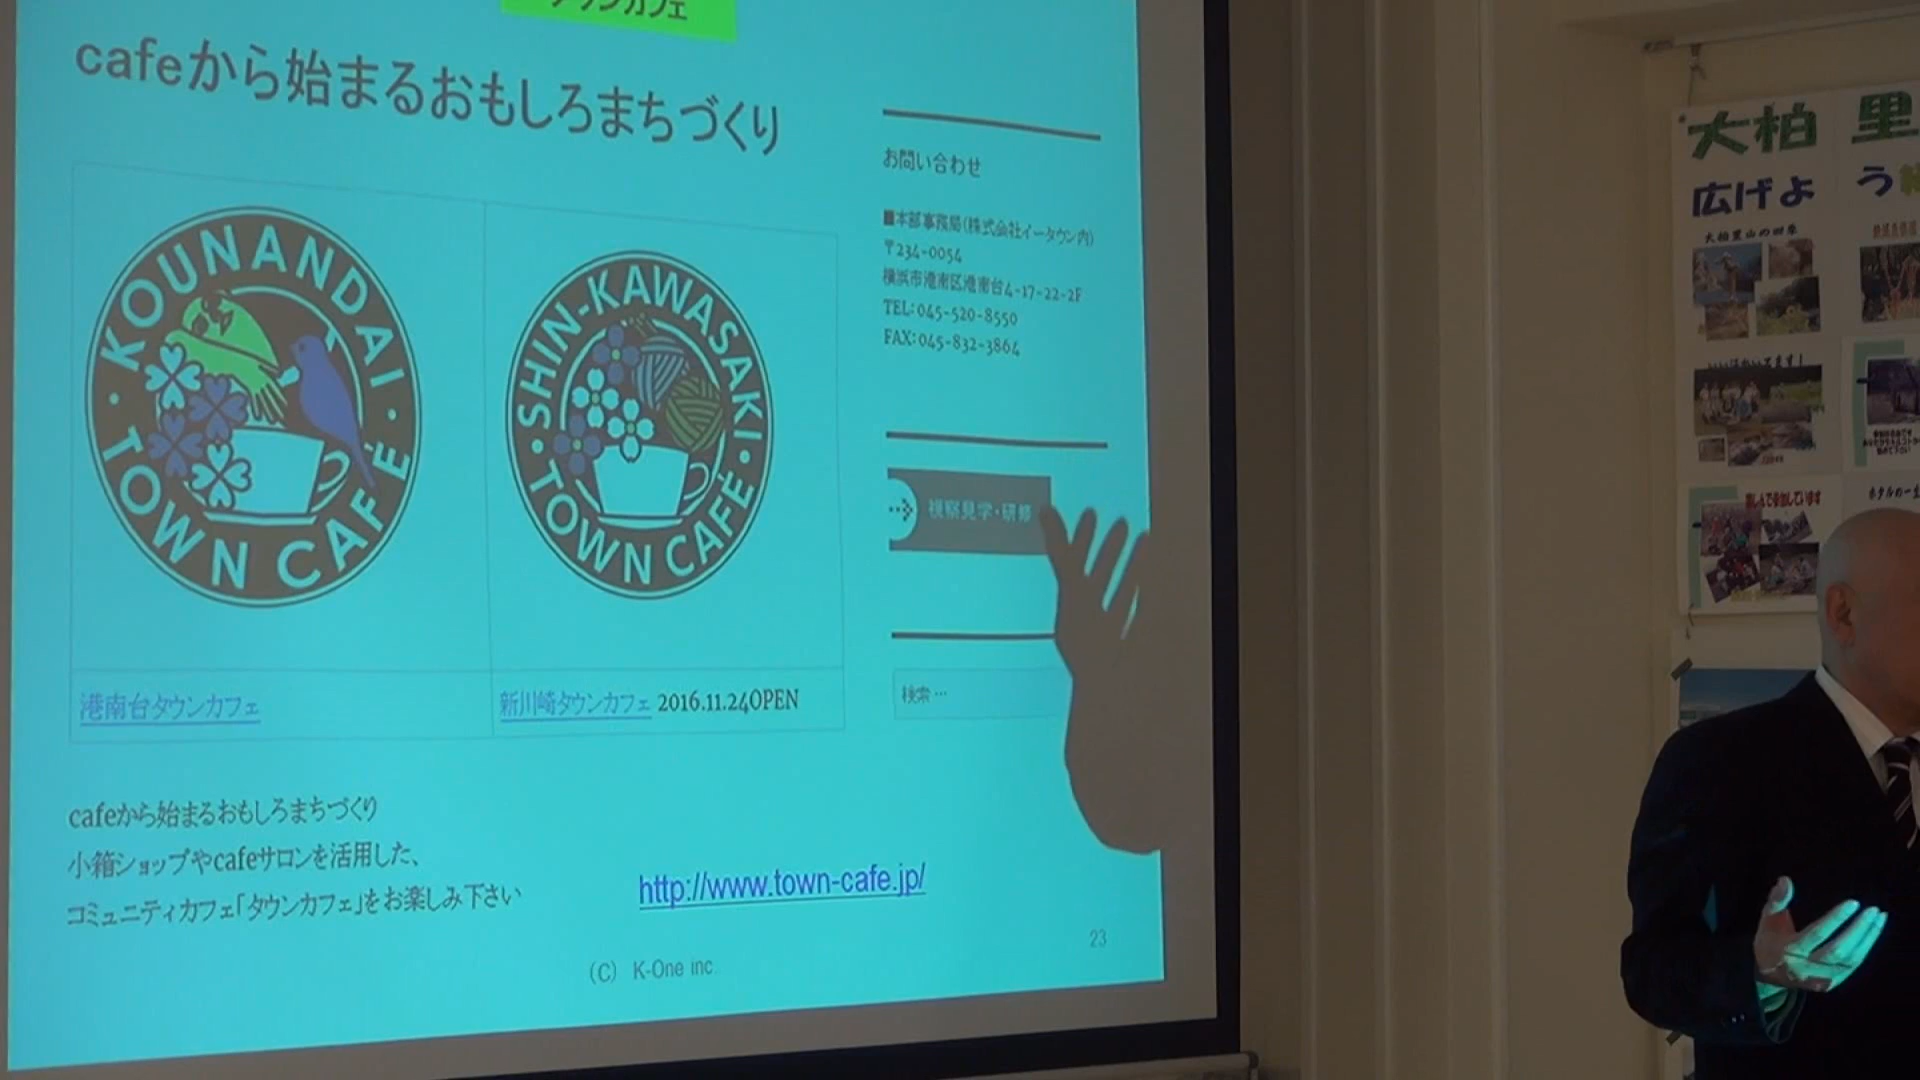 タウンカフェ
cafeから始まるおもしろまちづくり
KOUNANDAI
TOWN CAFÉ
SHIN-KAWASAKI
TOWN CAFÉ
港南台タウンカフェ
新川崎タウンカフェ 2016.11.24OPEN
cafeから始まるおもしろまちづくり
小箱ショップやcafeサロンを活用した、
コミュニティカフェ「タウンカフェ」をお楽しみ下さい
http://www.town-cafe.jp/
お問い合わせ
■本部事務局（株式会社イータウン内）
〒234-0054
横浜市港南区港南台4-17-22-2F
TEL：045-520-8550
FAX：045-832-3864
視察見学・研修
検索…
23
(C) K-One inc.
大柏 里
広げよ う
大柏里山の四季